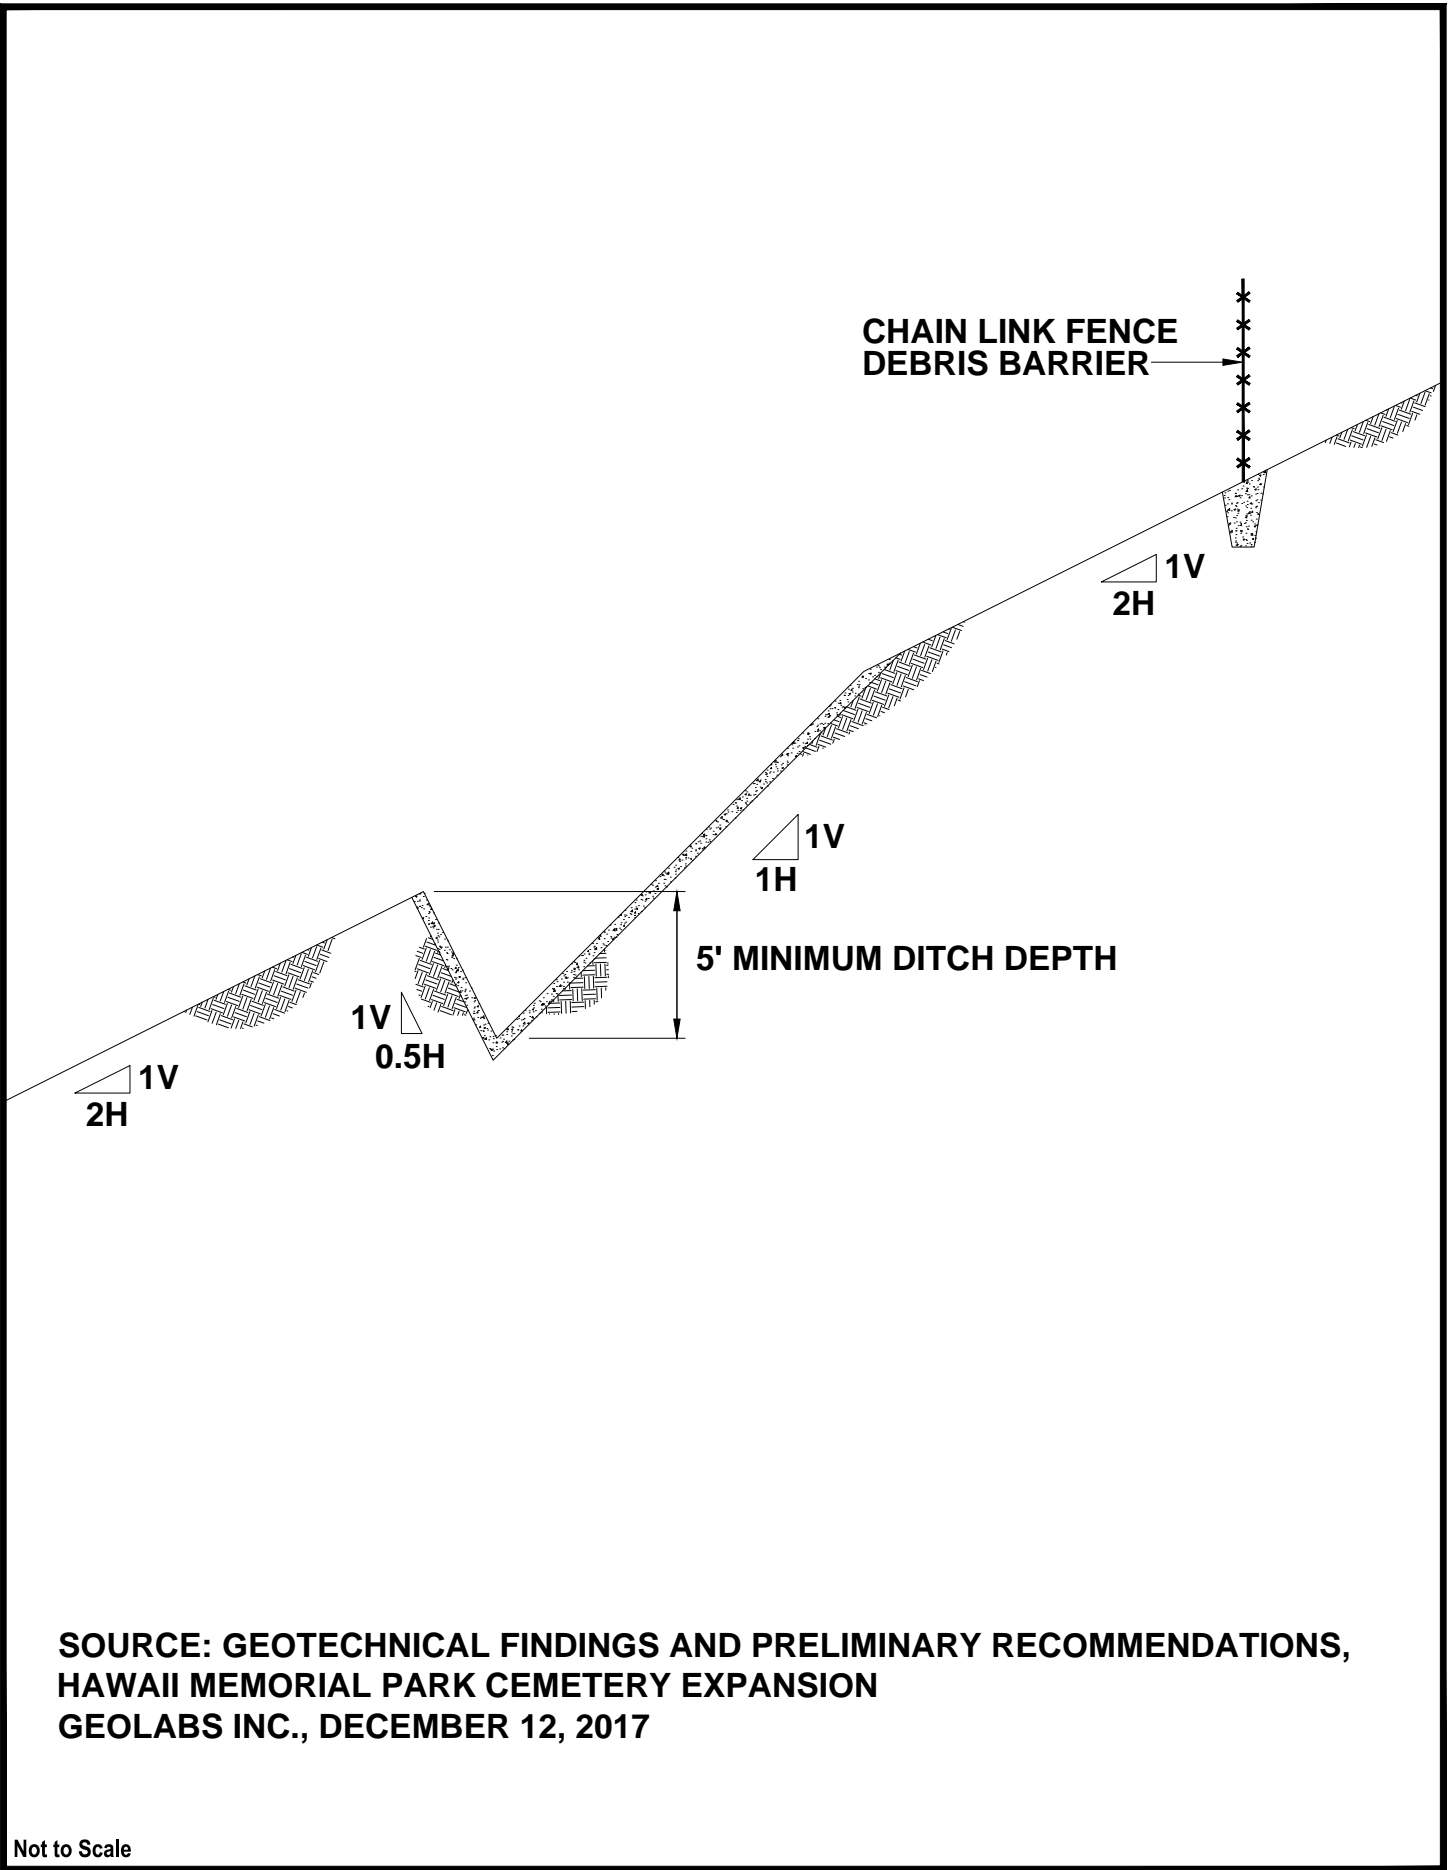 CHAIN LINK FENCE
DEBRIS BARRIER
1V
2H
1V
1H
5' MINIMUM DITCH DEPTH
1V
0.5H
1V
2H
SOURCE: GEOTECHNICAL FINDINGS AND PRELIMINARY RECOMMENDATIONS,
HAWAII MEMORIAL PARK CEMETERY EXPANSION
GEOLABS INC., DECEMBER 12, 2017
Not to Scale